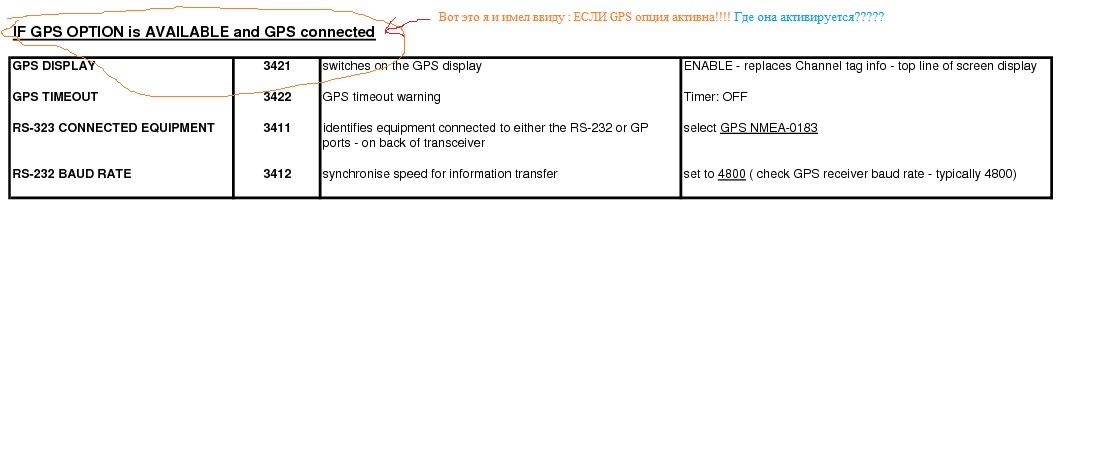 Вот это я и имел ввиду : ЕСЛИ GPS опция активна!!!! Где она активируется?????
IF GPS OPTION is AVAILABLE and GPS connected
GPS DISPLAY 3421 switches on the GPS display ENABLE - replaces Channel tag info - top line of screen display
GPS TIMEOUT 3422 GPS timeout warning Timer: OFF
RS-323 CONNECTED EQUIPMENT 3411 identifies equipment connected to either the RS-232 or GP select GPS NMEA-0183
ports - on back of transceiver
RS-232 BAUD RATE 3412 synchronise speed for information transfer set to 4800 ( check GPS receiver baud rate - typically 4800)